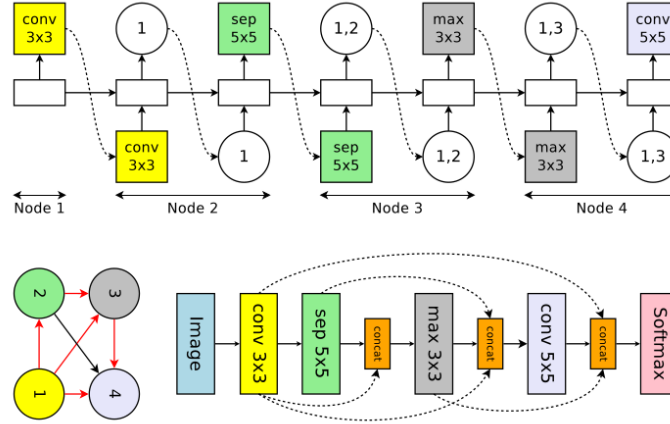 conv
3x3
1
sep
5x5
1,2
max
3x3
1,3
conv
5x5
conv
3x3
1
sep
5x5
1,2
max
3x3
1,3
Node 1
Node 2
Node 3
Node 4
2
3
1
4
Image
conv 3x3
sep 5x5
concat
max 3x3
concat
conv 5x5
concat
Softmax